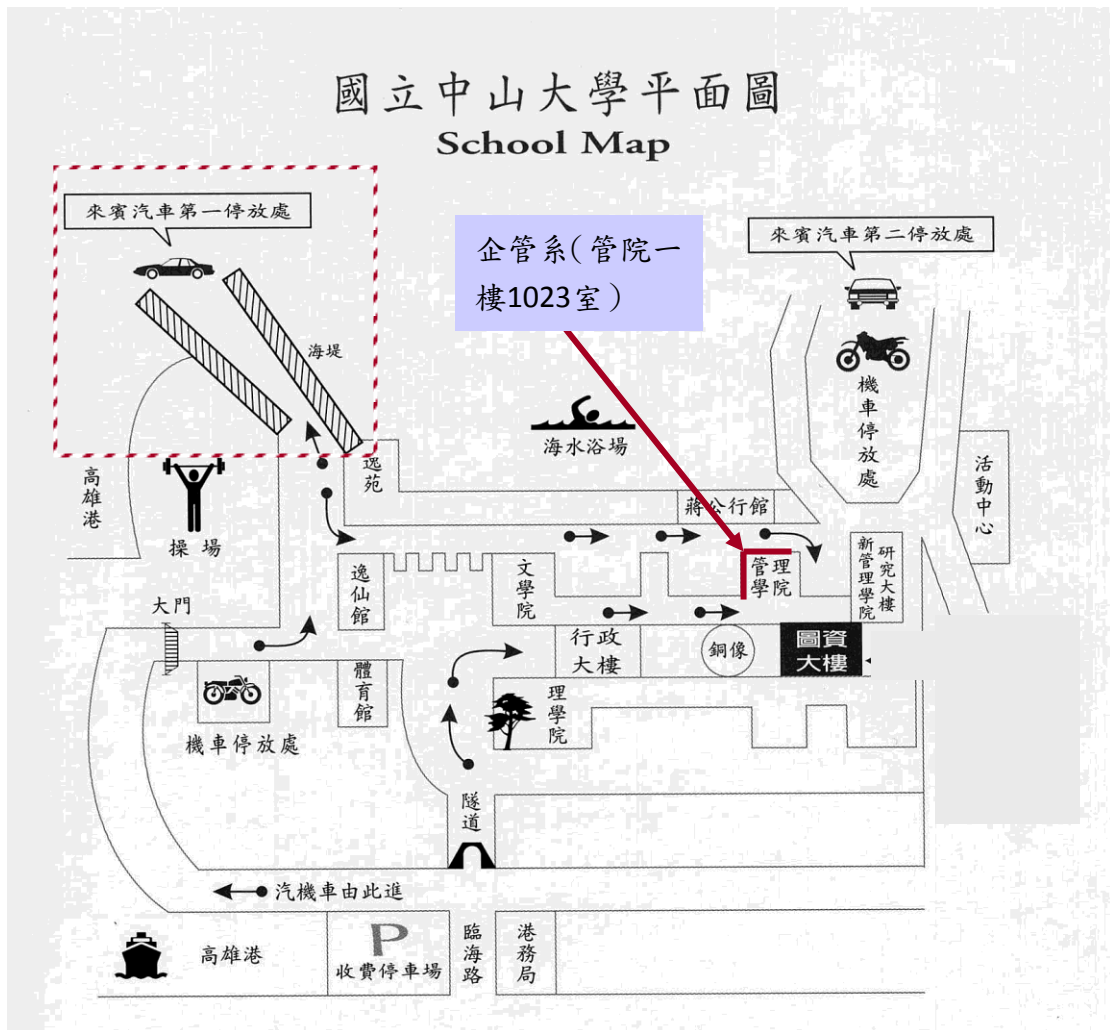 國立中山大學平面圖
School Map
來賓汽車第一停放處
企管系(管院一
樓1023室)
來賓汽車第二停放處
海堤
機車停放處
海水浴場
高雄港
逸苑
活動中心
蔣公行館
操場
逸仙館
文學院
管理
學院
新管理學院
研究大樓
大門
行政
大樓
銅像
圖資
大樓
體育館
理學院
機車停放處
隧道
汽機車由此進
高雄港
P
收費停車場
臨海路
港務局